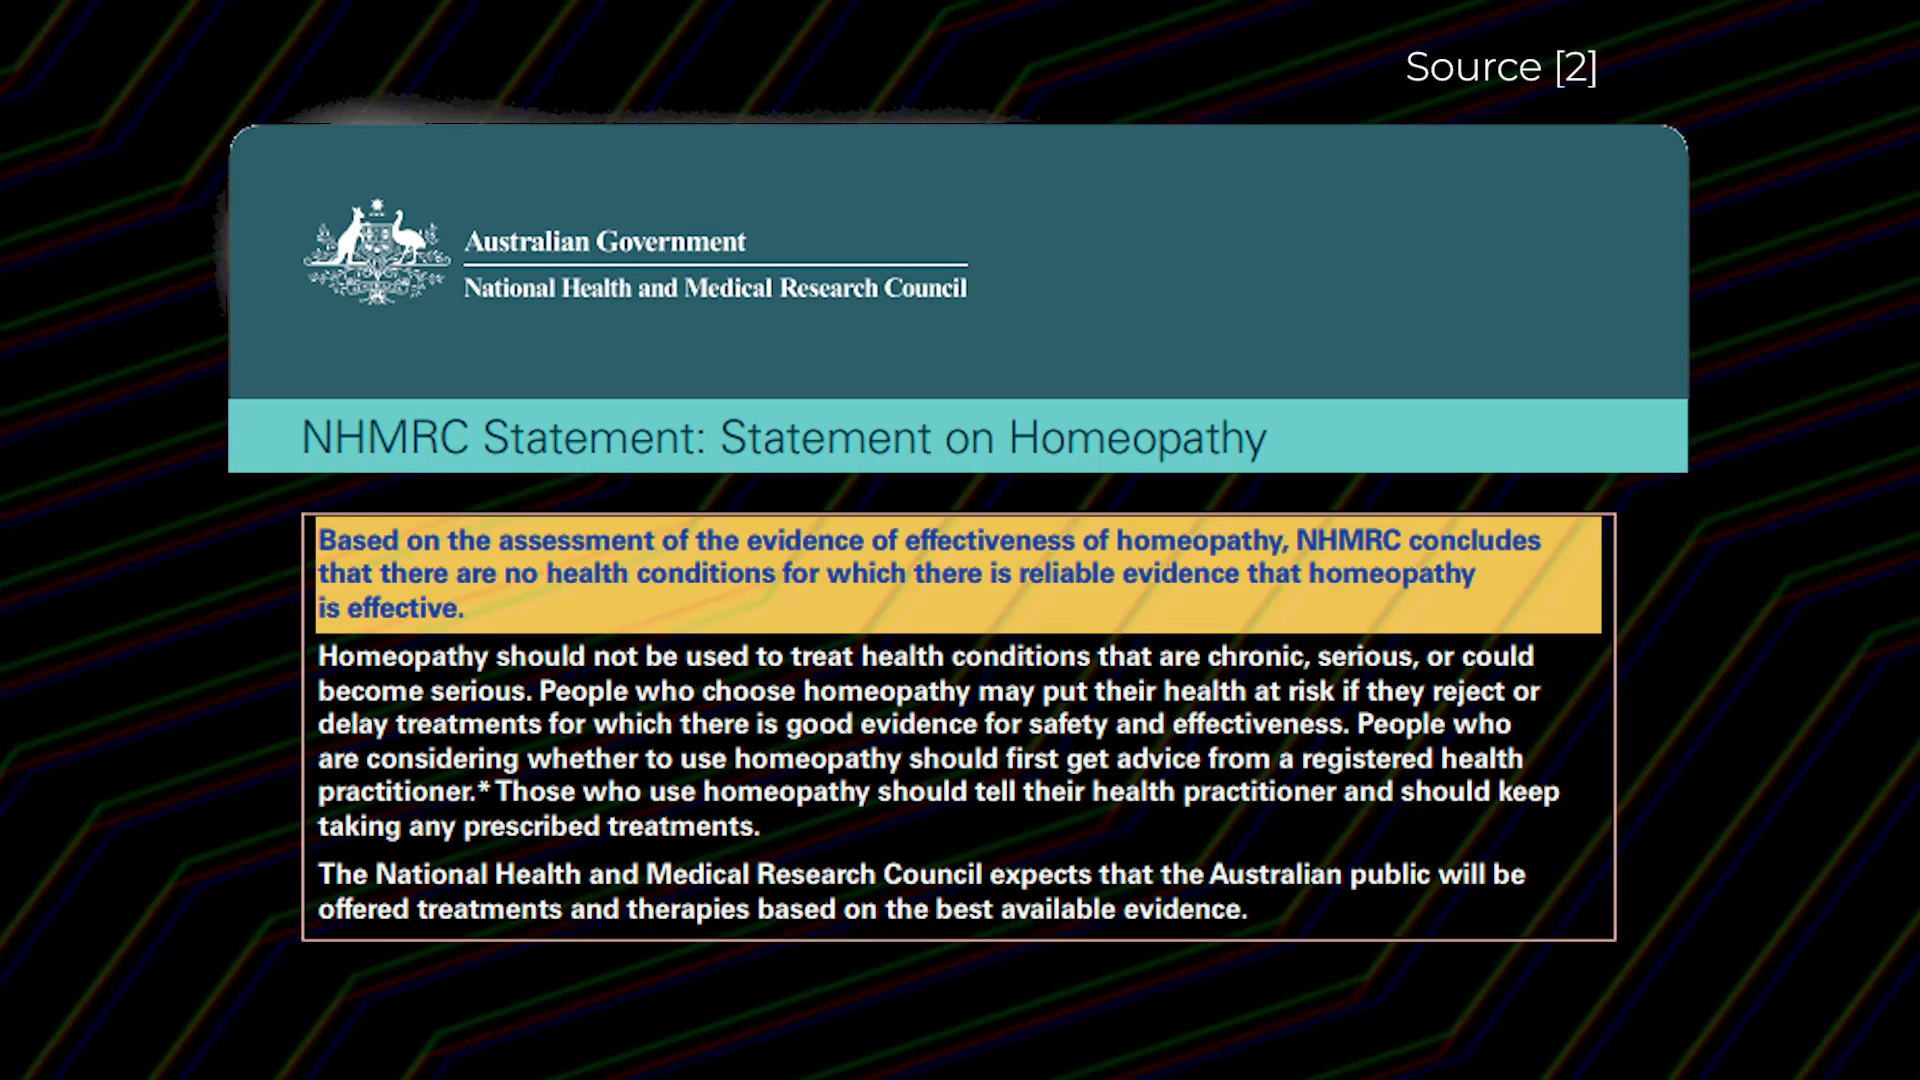 Source [2]
Australian Government
National Health and Medical Research Council
NHMRC Statement: Statement on Homeopathy
Based on the assessment of the evidence of effectiveness of homeopathy, NHMRC concludes
that there are no health conditions for which there is reliable evidence that homeopathy
is effective.
Homeopathy should not be used to treat health conditions that are chronic, serious, or could
become serious. People who choose homeopathy may put their health at risk if they reject or
delay treatments for which there is good evidence for safety and effectiveness. People who
are considering whether to use homeopathy should first get advice from a registered health
practitioner.* Those who use homeopathy should tell their health practitioner and should keep
taking any prescribed treatments.
The National Health and Medical Research Council expects that the Australian public will be
offered treatments and therapies based on the best available evidence.